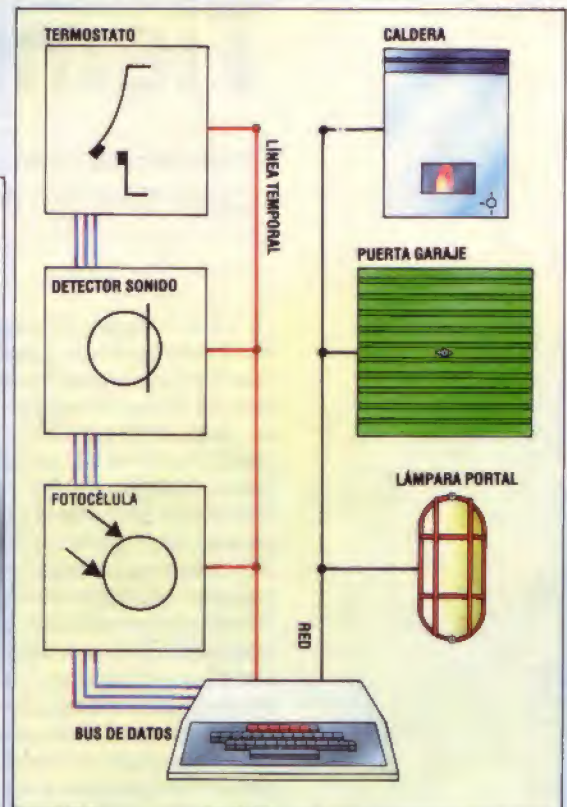 TERMOSTATO
CALDERA
LÍNEA TEMPORAL
DETECTOR SONIDO
PUERTA GARAJE
FOTOCÉLULA
LÁMPARA PORTAL
RED
BUS DE DATOS